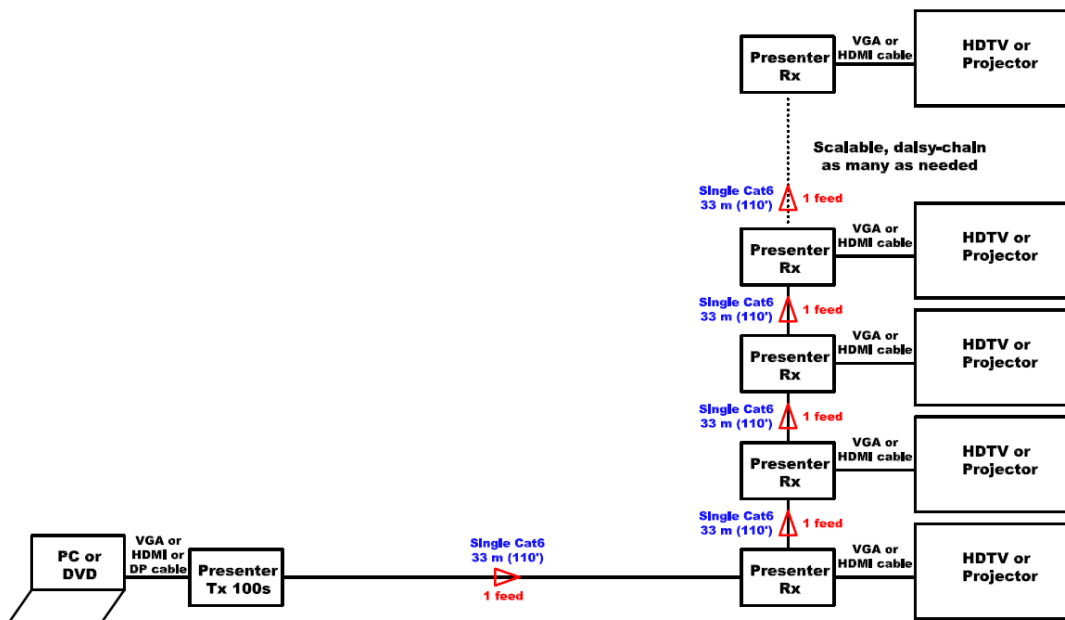 Presenter
Rx
VGA or
HDMI cable
HDTV or
Projector
Scalable, daisy-chain
as many as needed
Single Cat6
33 m (110')
1 feed
Presenter
Rx
VGA or
HDMI cable
HDTV or
Projector
Single Cat6
33 m (110')
1 feed
Presenter
Rx
VGA or
HDMI cable
HDTV or
Projector
Single Cat6
33 m (110')
1 feed
Presenter
Rx
VGA or
HDMI cable
HDTV or
Projector
Single Cat6
33 m (110')
1 feed
PC or
DVD
VGA or
HDMI or
DP cable
Presenter
Tx 100s
Single Cat6
33 m (110')
1 feed
Presenter
Rx
VGA or
HDMI cable
HDTV or
Projector